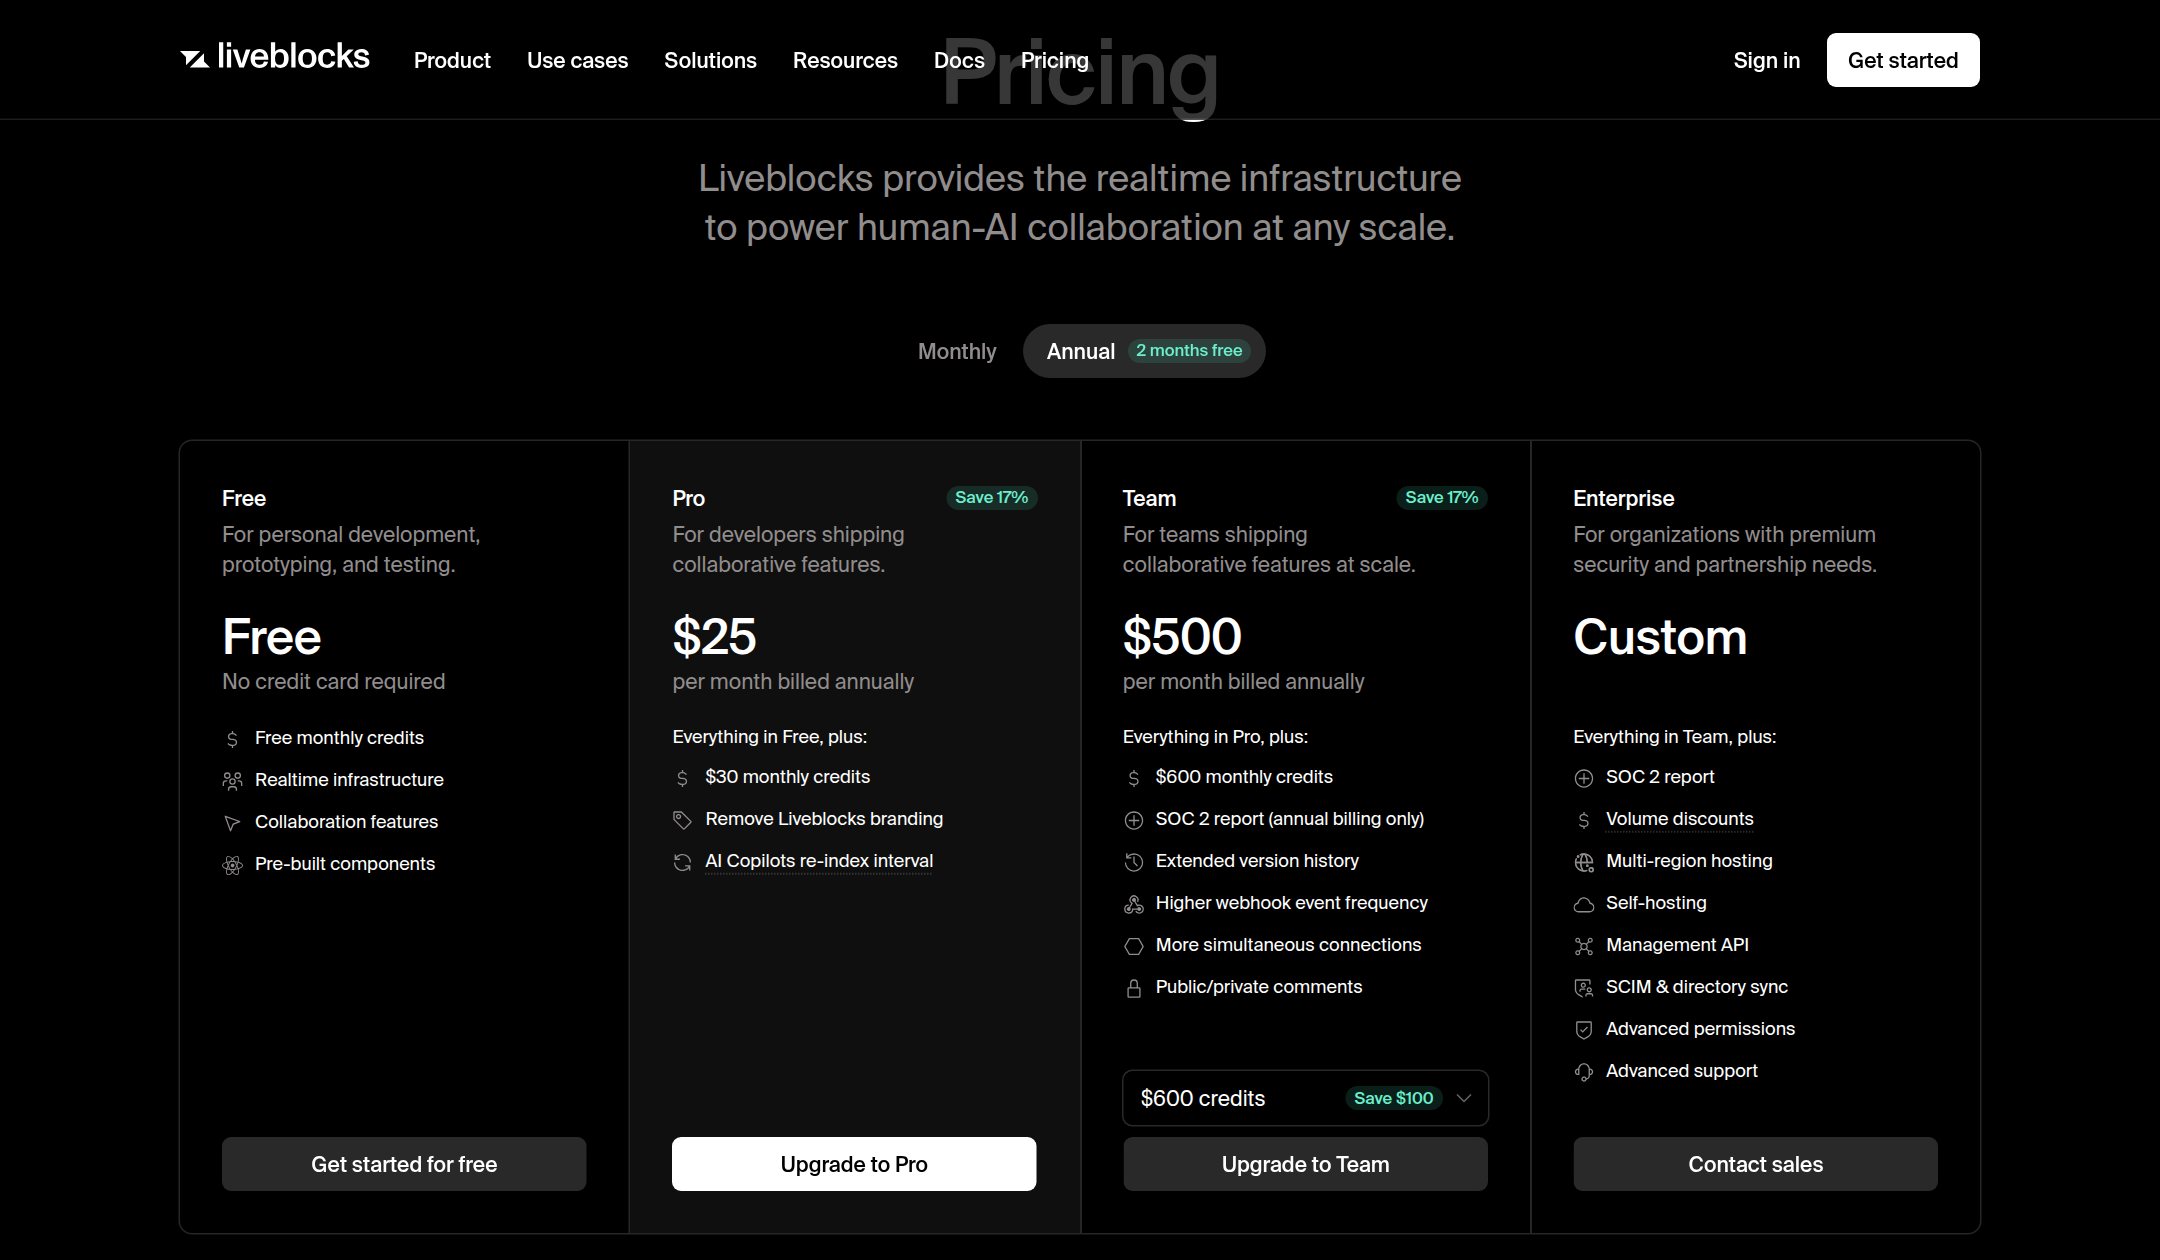 liveblocks
Product
Use cases
Solutions
Resources
Docs
Pricing
Sign in
Get started
Pricing
Liveblocks provides the realtime infrastructure
to power human-AI collaboration at any scale.
Monthly
Annual 2 months free
Free
For personal development,
prototyping, and testing.
Free
No credit card required
Free monthly credits
Realtime infrastructure
Collaboration features
Pre-built components
Get started for free
Pro Save 17%
For developers shipping
collaborative features.
$25
per month billed annually
Everything in Free, plus:
$30 monthly credits
Remove Liveblocks branding
AI Copilots re-index interval
Upgrade to Pro
Team Save 17%
For teams shipping
collaborative features at scale.
$500
per month billed annually
Everything in Pro, plus:
$600 monthly credits
SOC 2 report (annual billing only)
Extended version history
Higher webhook event frequency
More simultaneous connections
Public/private comments
$600 credits Save $100
Upgrade to Team
Enterprise
For organizations with premium
security and partnership needs.
Custom
Everything in Team, plus:
SOC 2 report
Volume discounts
Multi-region hosting
Self-hosting
Management API
SCIM & directory sync
Advanced permissions
Advanced support
Contact sales